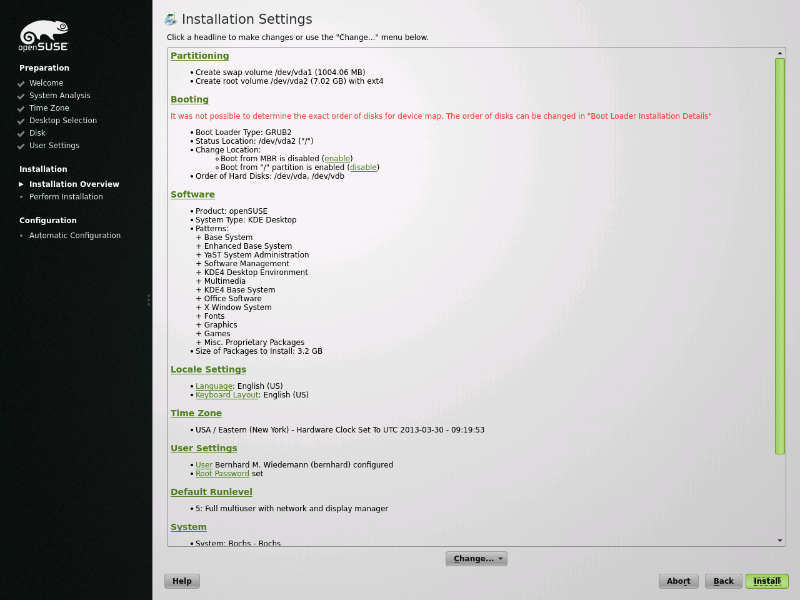 openSUSE
Preparation
Welcome
System Analysis
Time Zone
Desktop Selection
Disk
User Settings
Installation
Installation Overview
Perform Installation
Configuration
Automatic Configuration
Installation Settings
Click a headline to make changes or use the "Change..." menu below.
Partitioning
• Create swap volume /dev/vda1 (1004.06 MB)
• Create root volume /dev/vda2 (7.02 GB) with ext4
Booting
It was not possible to determine the exact order of disks for device map. The order of disks can be changed in "Boot Loader Installation Details"
• Boot Loader Type: GRUB2
• Status Location: /dev/vda2 ("/")
• Change Location:
Boot from MBR is disabled (enable)
Boot from "/" partition is enabled (disable)
• Order of Hard Disks: /dev/vda, /dev/vdb
Software
• Product: openSUSE
• System Type: KDE Desktop
• Patterns:
+ Base System
+ Enhanced Base System
+ YaST System Administration
+ Software Management
+ KDE4 Desktop Environment
+ Multimedia
+ KDE4 Base System
+ Office Software
+ X Window System
+ Fonts
+ Graphics
+ Games
+ Misc. Proprietary Packages
• Size of Packages to Install: 3.2 GB
Locale Settings
• Language: English (US)
• Keyboard Layout: English (US)
Time Zone
• USA / Eastern (New York) - Hardware Clock Set To UTC 2013-03-30 - 09:19:53
User Settings
• User Bernhard M. Wiedemann (bernhard) configured
• Root Password set
Default Runlevel
• 5: Full multiuser with network and display manager
System
• System: Bochs - Bochs
Change...
Help
Abort
Back
Install